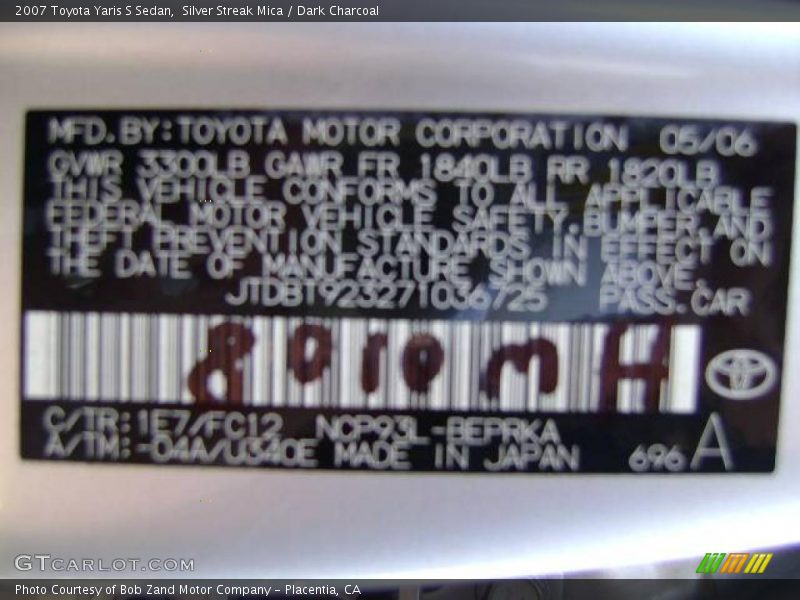 2007 Toyota Yaris S Sedan, Silver Streak Mica / Dark Charcoal
MFD. BY: TOYOTA MOTOR CORPORATION 05/06
GVWR 3300LB GAWR FR 1840LB RR 1820LB
THIS VEHICLE CONFORMS TO ALL APPLICABLE
FEDERAL MOTOR VEHICLE SAFETY, BUMPER, AND
THEFT PREVENTION STANDARDS IN EFFECT ON
THE DATE OF MANUFACTURE SHOWN ABOVE.
JTDBT923271036725 PASS. CAR
8010 M H
C/TR: 1E7/FC12 NCP93L-BEPRKA
A/TM: -04A/U340E MADE IN JAPAN 696 A
GTCARLOT.COM
Photo Courtesy of Bob Zand Motor Company - Placentia, CA